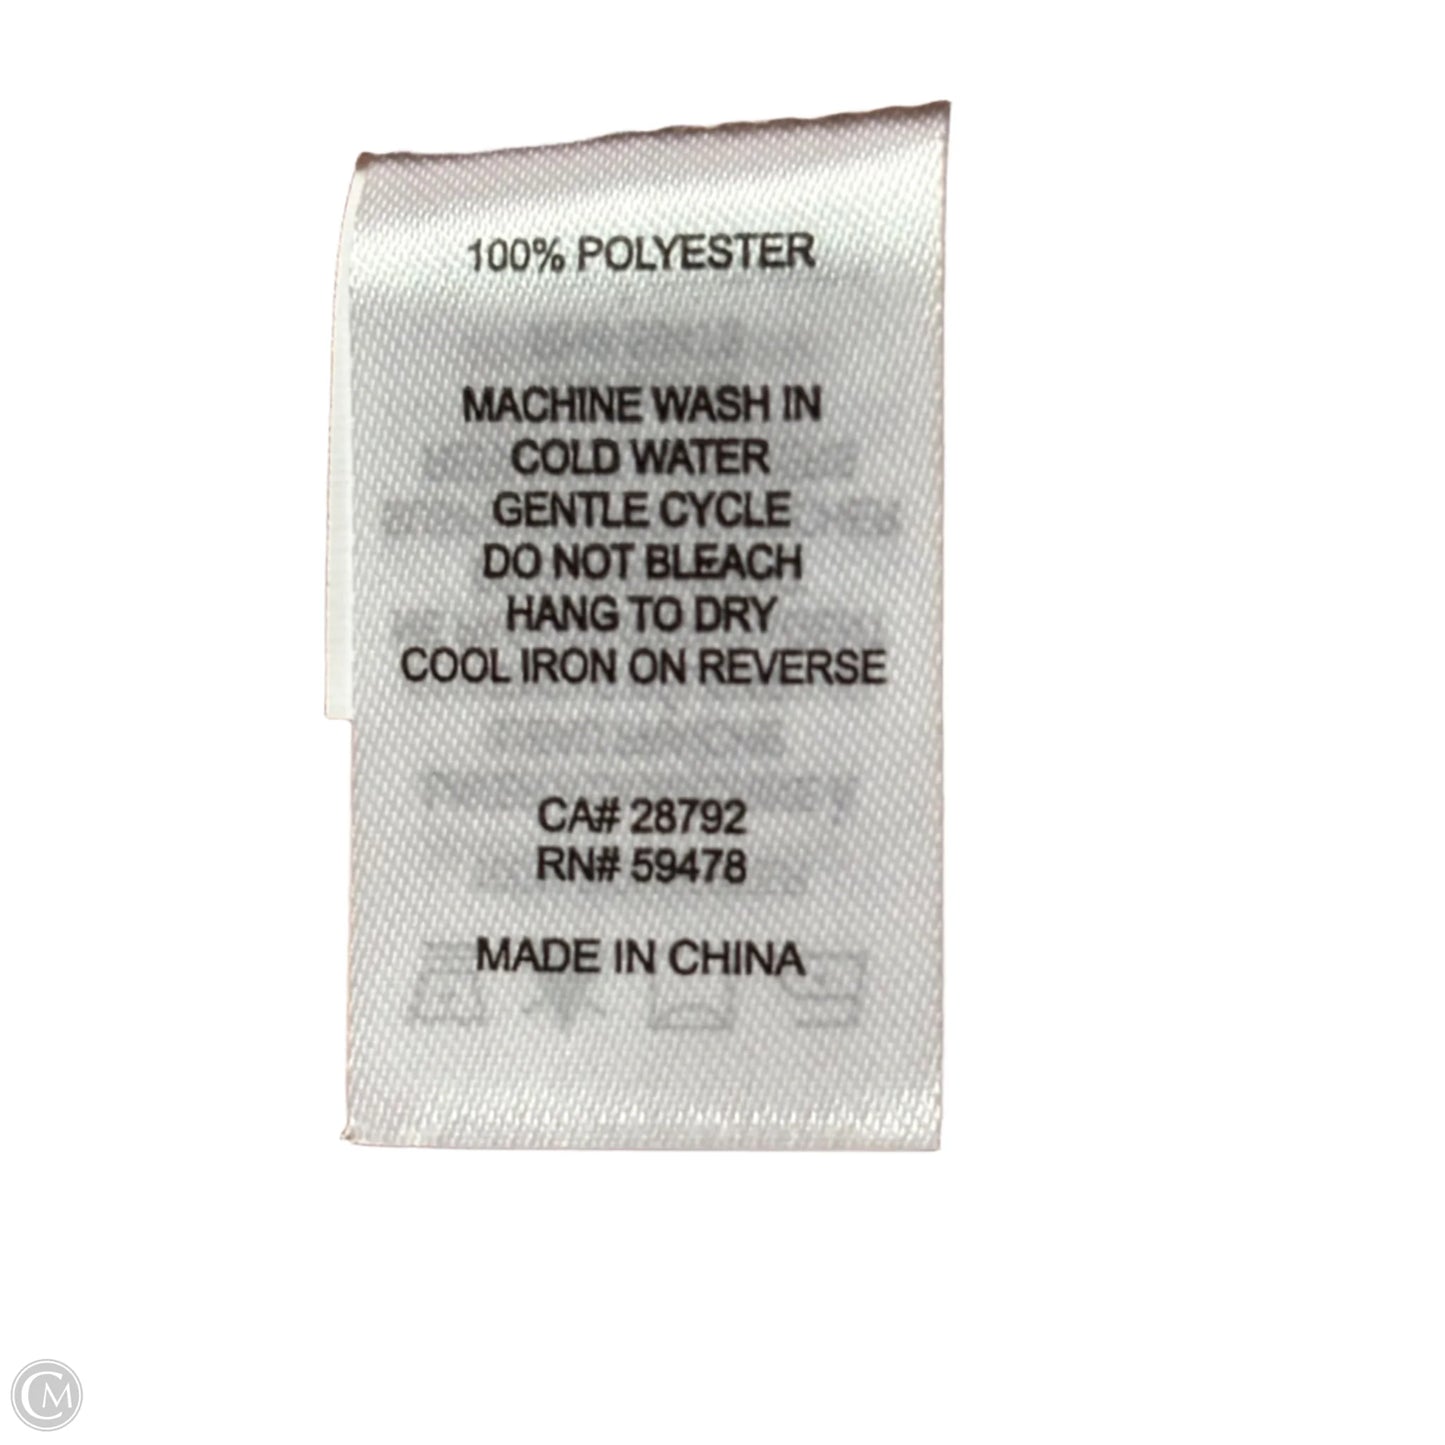 100% POLYESTER
MACHINE WASH IN
COLD WATER
GENTLE CYCLE
DO NOT BLEACH
HANG TO DRY
COOL IRON ON REVERSE
CA# 28792
RN# 59478
MADE IN CHINA
CM